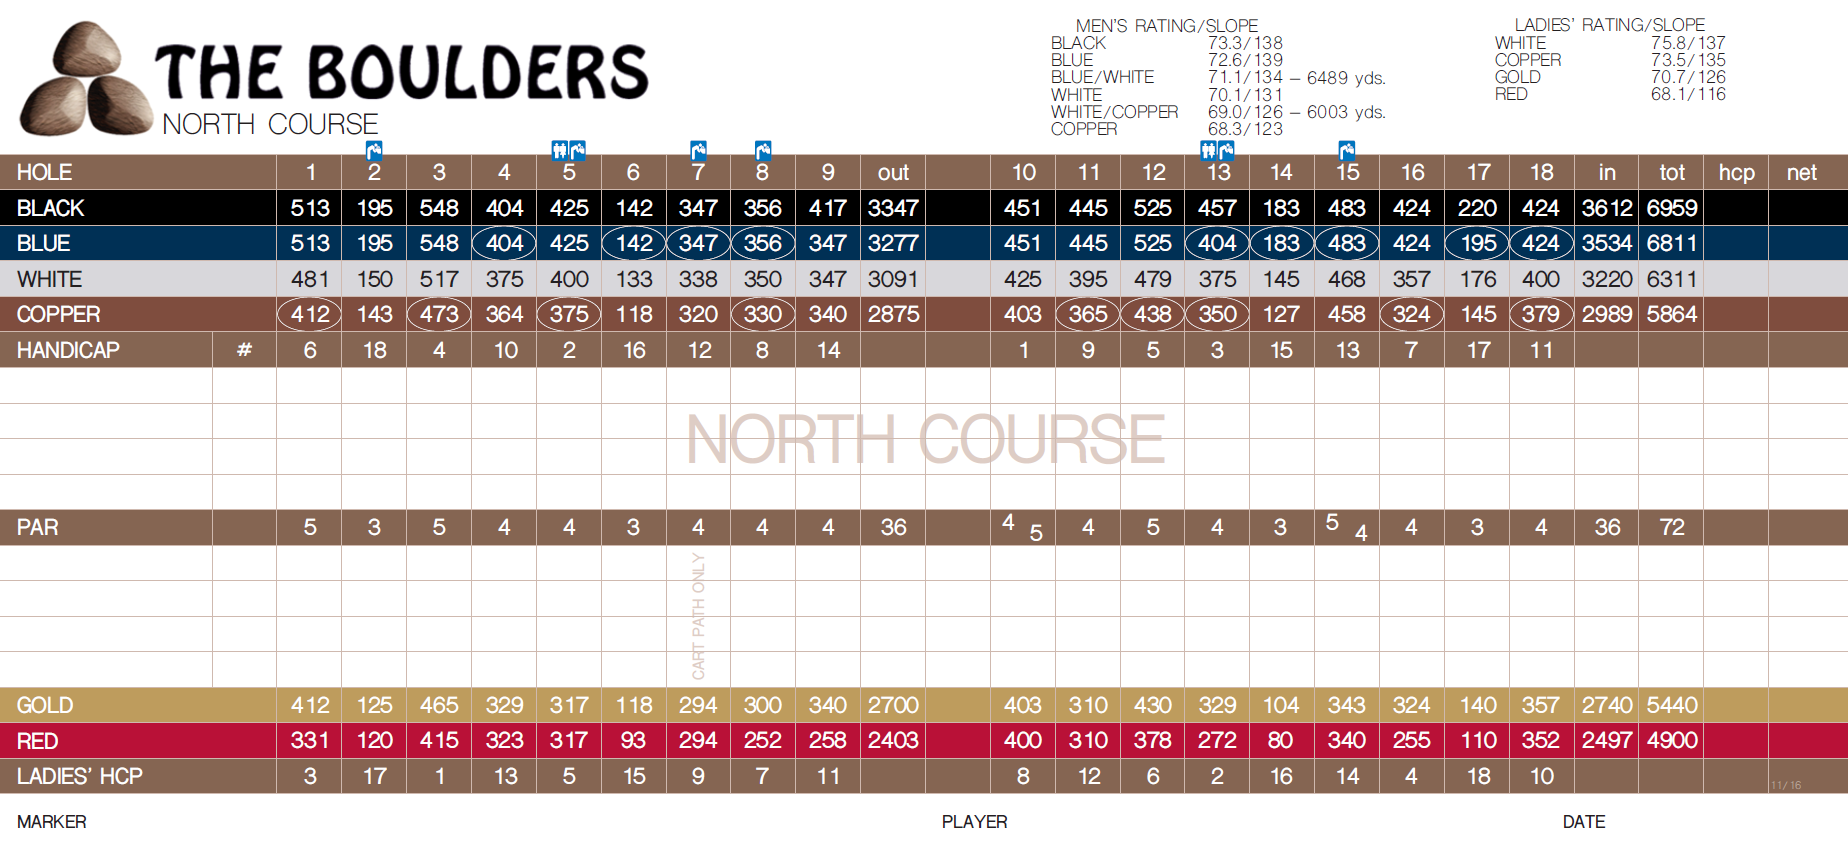 THE BOULDERS
NORTH COURSE
MEN'S RATING/SLOPE
BLACK 73.3/138
BLUE 72.6/139
BLUE/WHITE 71.1/134 – 6489 yds.
WHITE 70.1/131
WHITE/COPPER 69.0/126 – 6003 yds.
COPPER 68.3/123
LADIES' RATING/SLOPE
WHITE 75.8/137
COPPER 73.5/135
GOLD 70.7/126
RED 68.1/116
HOLE 1 2 3 4 5 6 7 8 9 out 10 11 12 13 14 15 16 17 18 in tot hcp net
BLACK 513 195 548 404 425 142 347 356 417 3347 451 445 525 457 183 483 424 220 424 3612 6959
BLUE 513 195 548 404 425 142 347 356 347 3277 451 445 525 404 183 483 424 195 424 3534 6811
WHITE 481 150 517 375 400 133 338 350 347 3091 425 395 479 375 145 468 357 176 400 3220 6311
COPPER 412 143 473 364 375 118 320 330 340 2875 403 365 438 350 127 458 324 145 379 2989 5864
HANDICAP # 6 18 4 10 2 16 12 8 14 1 9 5 3 15 13 7 17 11
NORTH COURSE
PAR 5 3 5 4 4 3 4 4 4 36 4 5 4 5 4 3 5 4 4 3 4 36 72
CART PATH ONLY
GOLD 412 125 465 329 317 118 294 300 340 2700 403 310 430 329 104 343 324 140 357 2740 5440
RED 331 120 415 323 317 93 294 252 258 2403 400 310 378 272 80 340 255 110 352 2497 4900
LADIES' HCP 3 17 1 13 5 15 9 7 11 8 12 6 2 16 14 4 18 10
11/16
MARKER PLAYER DATE